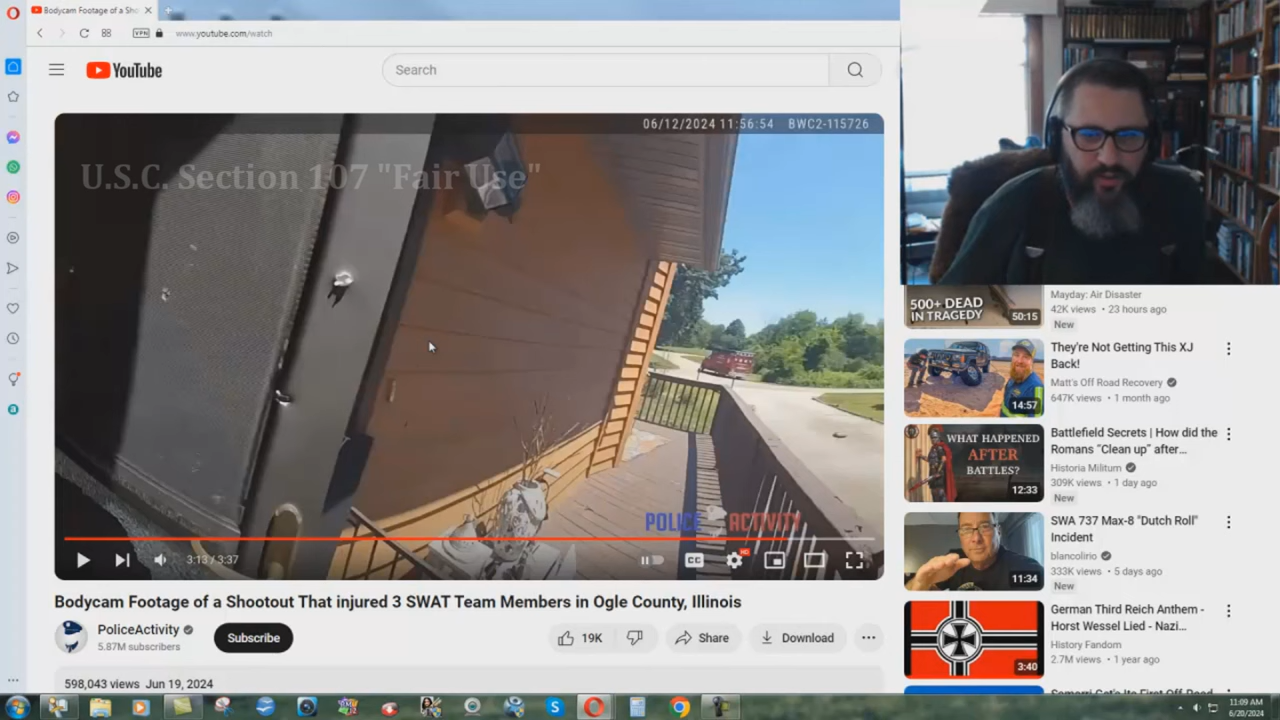 Bodycam Footage of a Sho
www.youtube.com/watch
VPN
YouTube
Search
06/12/2024 11:56:54 BWC2-115726
U.S.C. Section 107 "Fair Use"
POLICE ACTIVITY
3:13 / 3:37
CC
HD
Bodycam Footage of a Shootout That injured 3 SWAT Team Members in Ogle County, Illinois
PoliceActivity
5.87M subscribers
Subscribe
19K
Share
Download
598,043 views Jun 19, 2024
500+ DEAD
IN TRAGEDY
50:15
Mayday: Air Disaster
42K views • 23 hours ago
New
14:57
They're Not Getting This XJ
Back!
Matt's Off Road Recovery
647K views • 1 month ago
WHAT HAPPENED
AFTER
BATTLES?
12:33
Battlefield Secrets | How did the
Romans “Clean up” after...
Historia Militum
309K views • 1 day ago
New
11:34
SWA 737 Max-8 "Dutch Roll"
Incident
blancolirio
333K views • 5 days ago
New
3:40
German Third Reich Anthem -
Horst Wessel Lied - Nazi...
History Fandom
2.7M views • 1 year ago
11:09 AM
6/20/2024